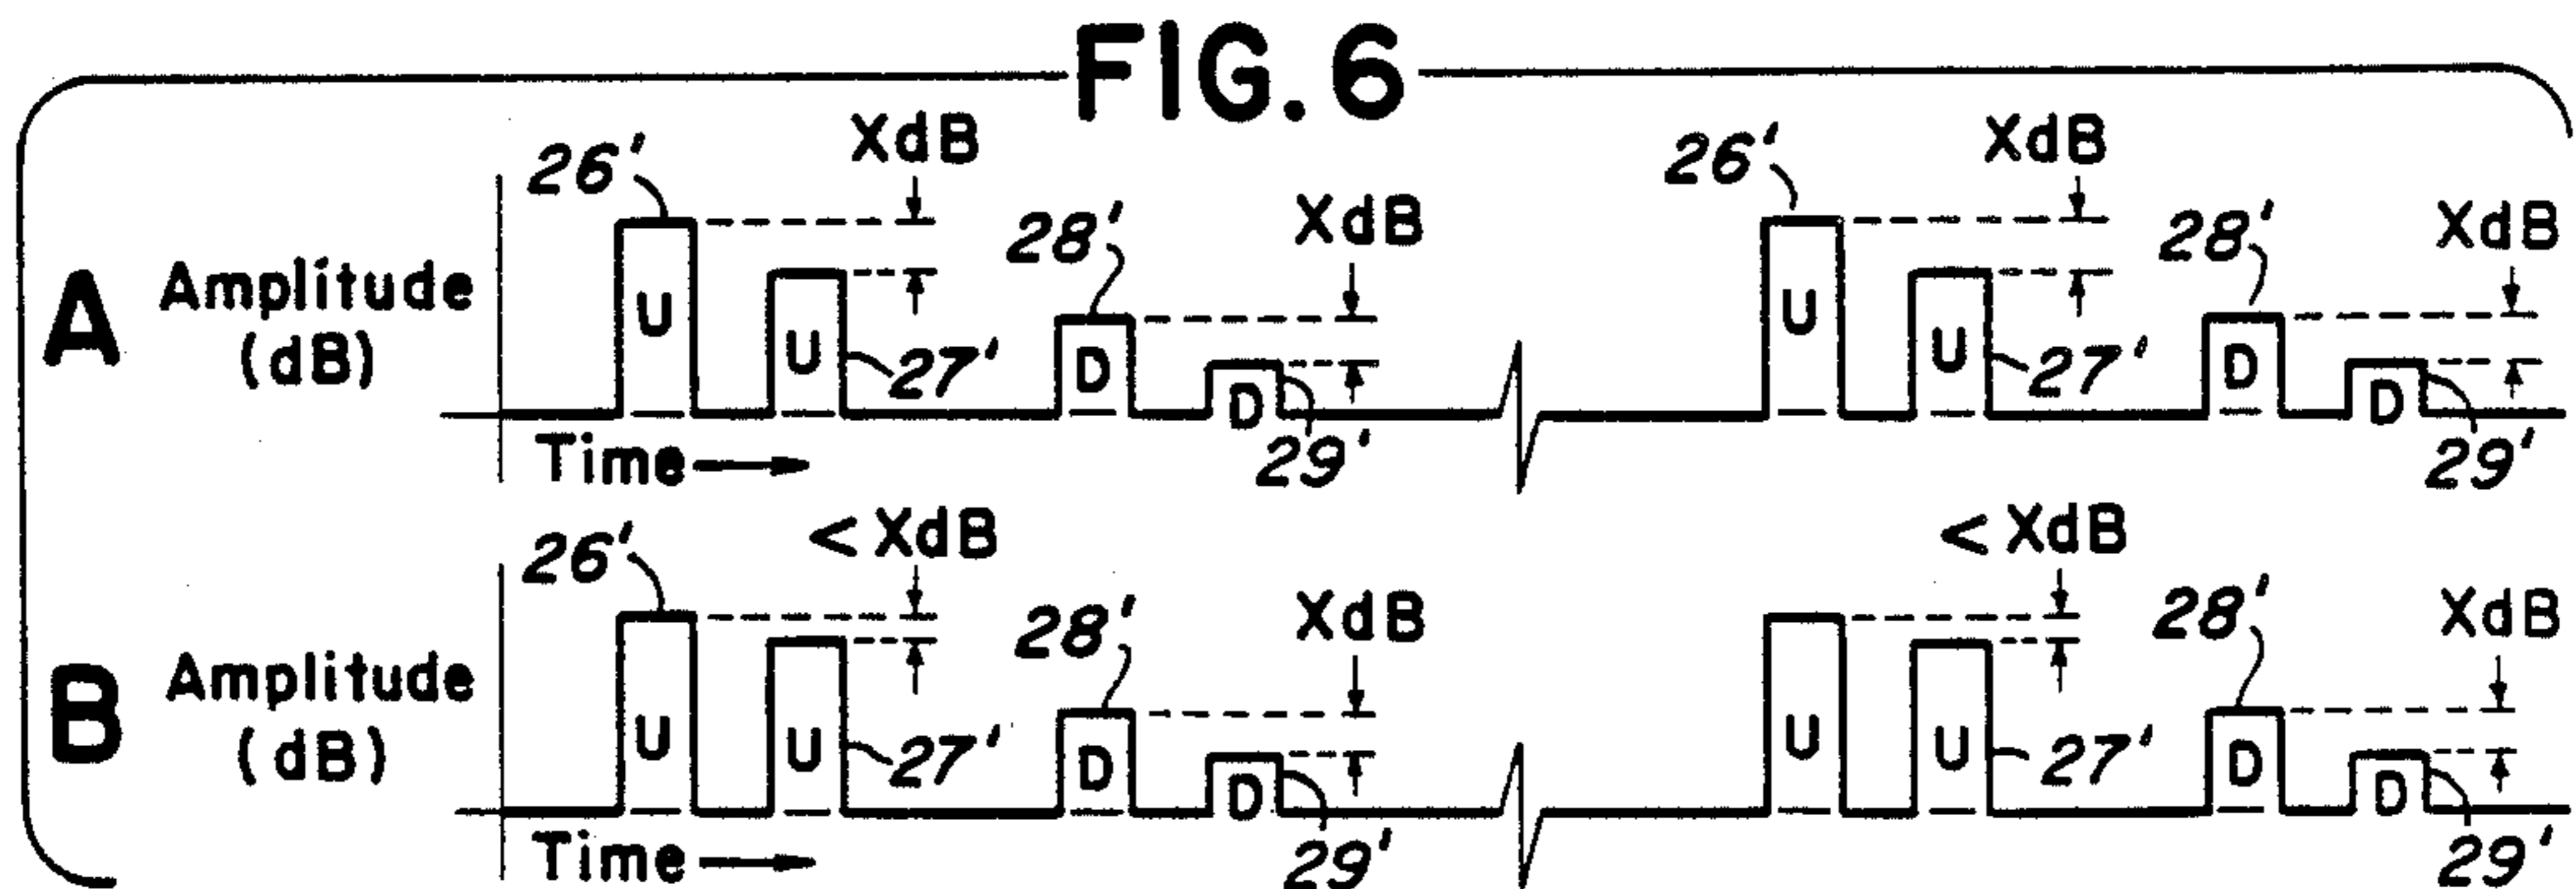 FIG. 6
A
Amplitude
(dB)
26'
XdB
U
U
27'
28'
XdB
D
D
29'
Time
26'
XdB
U
U
27'
28'
XdB
D
D
29'
B
Amplitude
(dB)
26'
< XdB
U
U
27'
28'
XdB
D
D
29'
Time
< XdB
U
U
27'
28'
XdB
D
D
29'